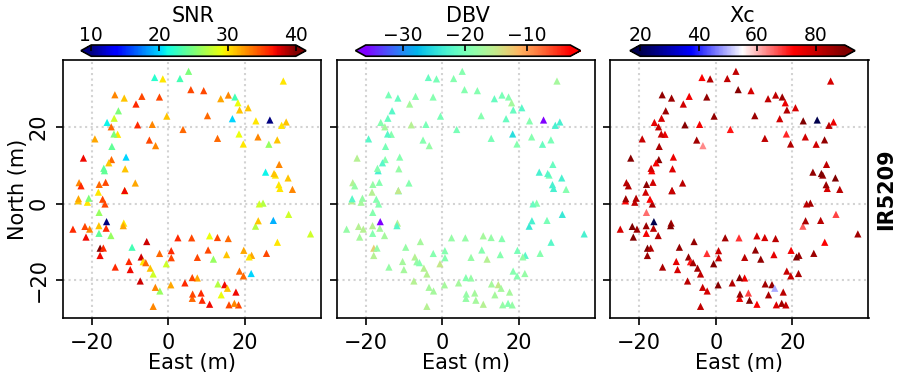 SNR DBV Xc
10 20 30 40 −30 −20 −10 20 40 60 80
North (m)
20
0
−20
−20 0 20 −20 0 20 −20 0 20
East (m) East (m) East (m)
IR5209